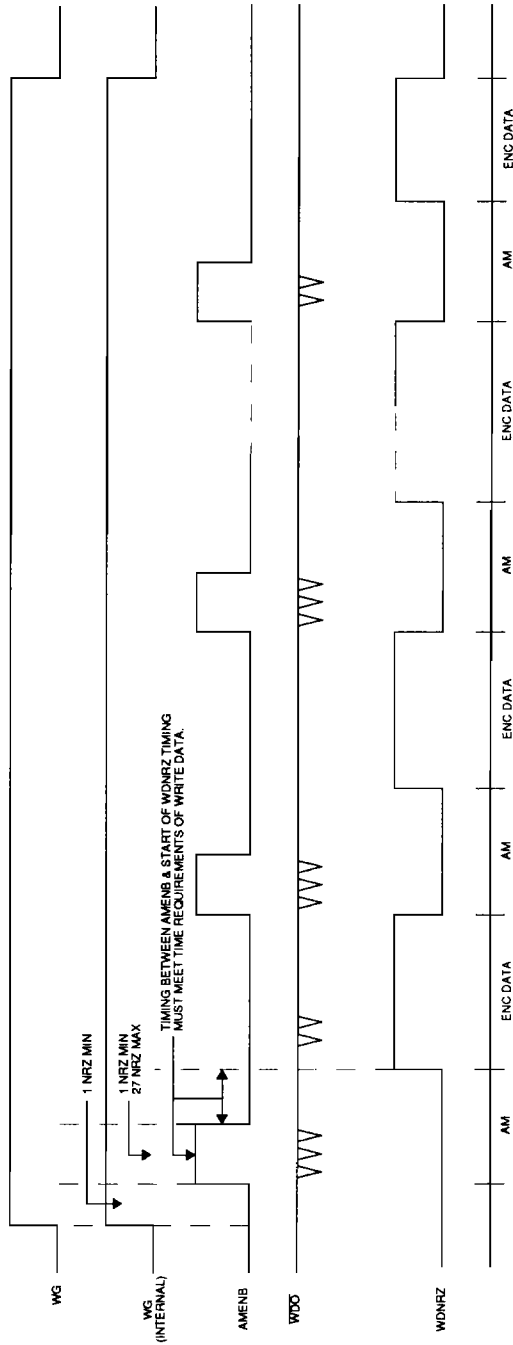 WG
WG
(INTERNAL)
AMENB
WDO
WDNRZ
1 NRZ MIN
1 NRZ MIN
27 NRZ MAX
TIMING BETWEEN AMENB & START OF WDNRZ TIMING
MUST MEET TIME REQUIREMENTS OF WRITE DATA.
AM
ENC DATA
AM
ENC DATA
AM
ENC DATA
AM
ENC DATA